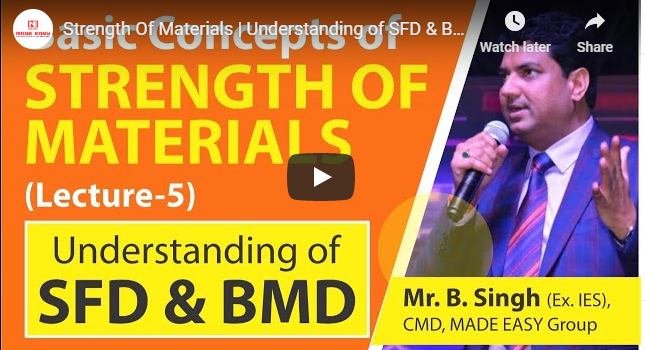 MADE EASY
Strength Of Materials | Understanding of SFD & B...
Watch later
Share
Basic Concepts of
STRENGTH OF
MATERIALS
(Lecture-5)
Understanding of
SFD & BMD
Mr. B. Singh (Ex. IES),
CMD, MADE EASY Group